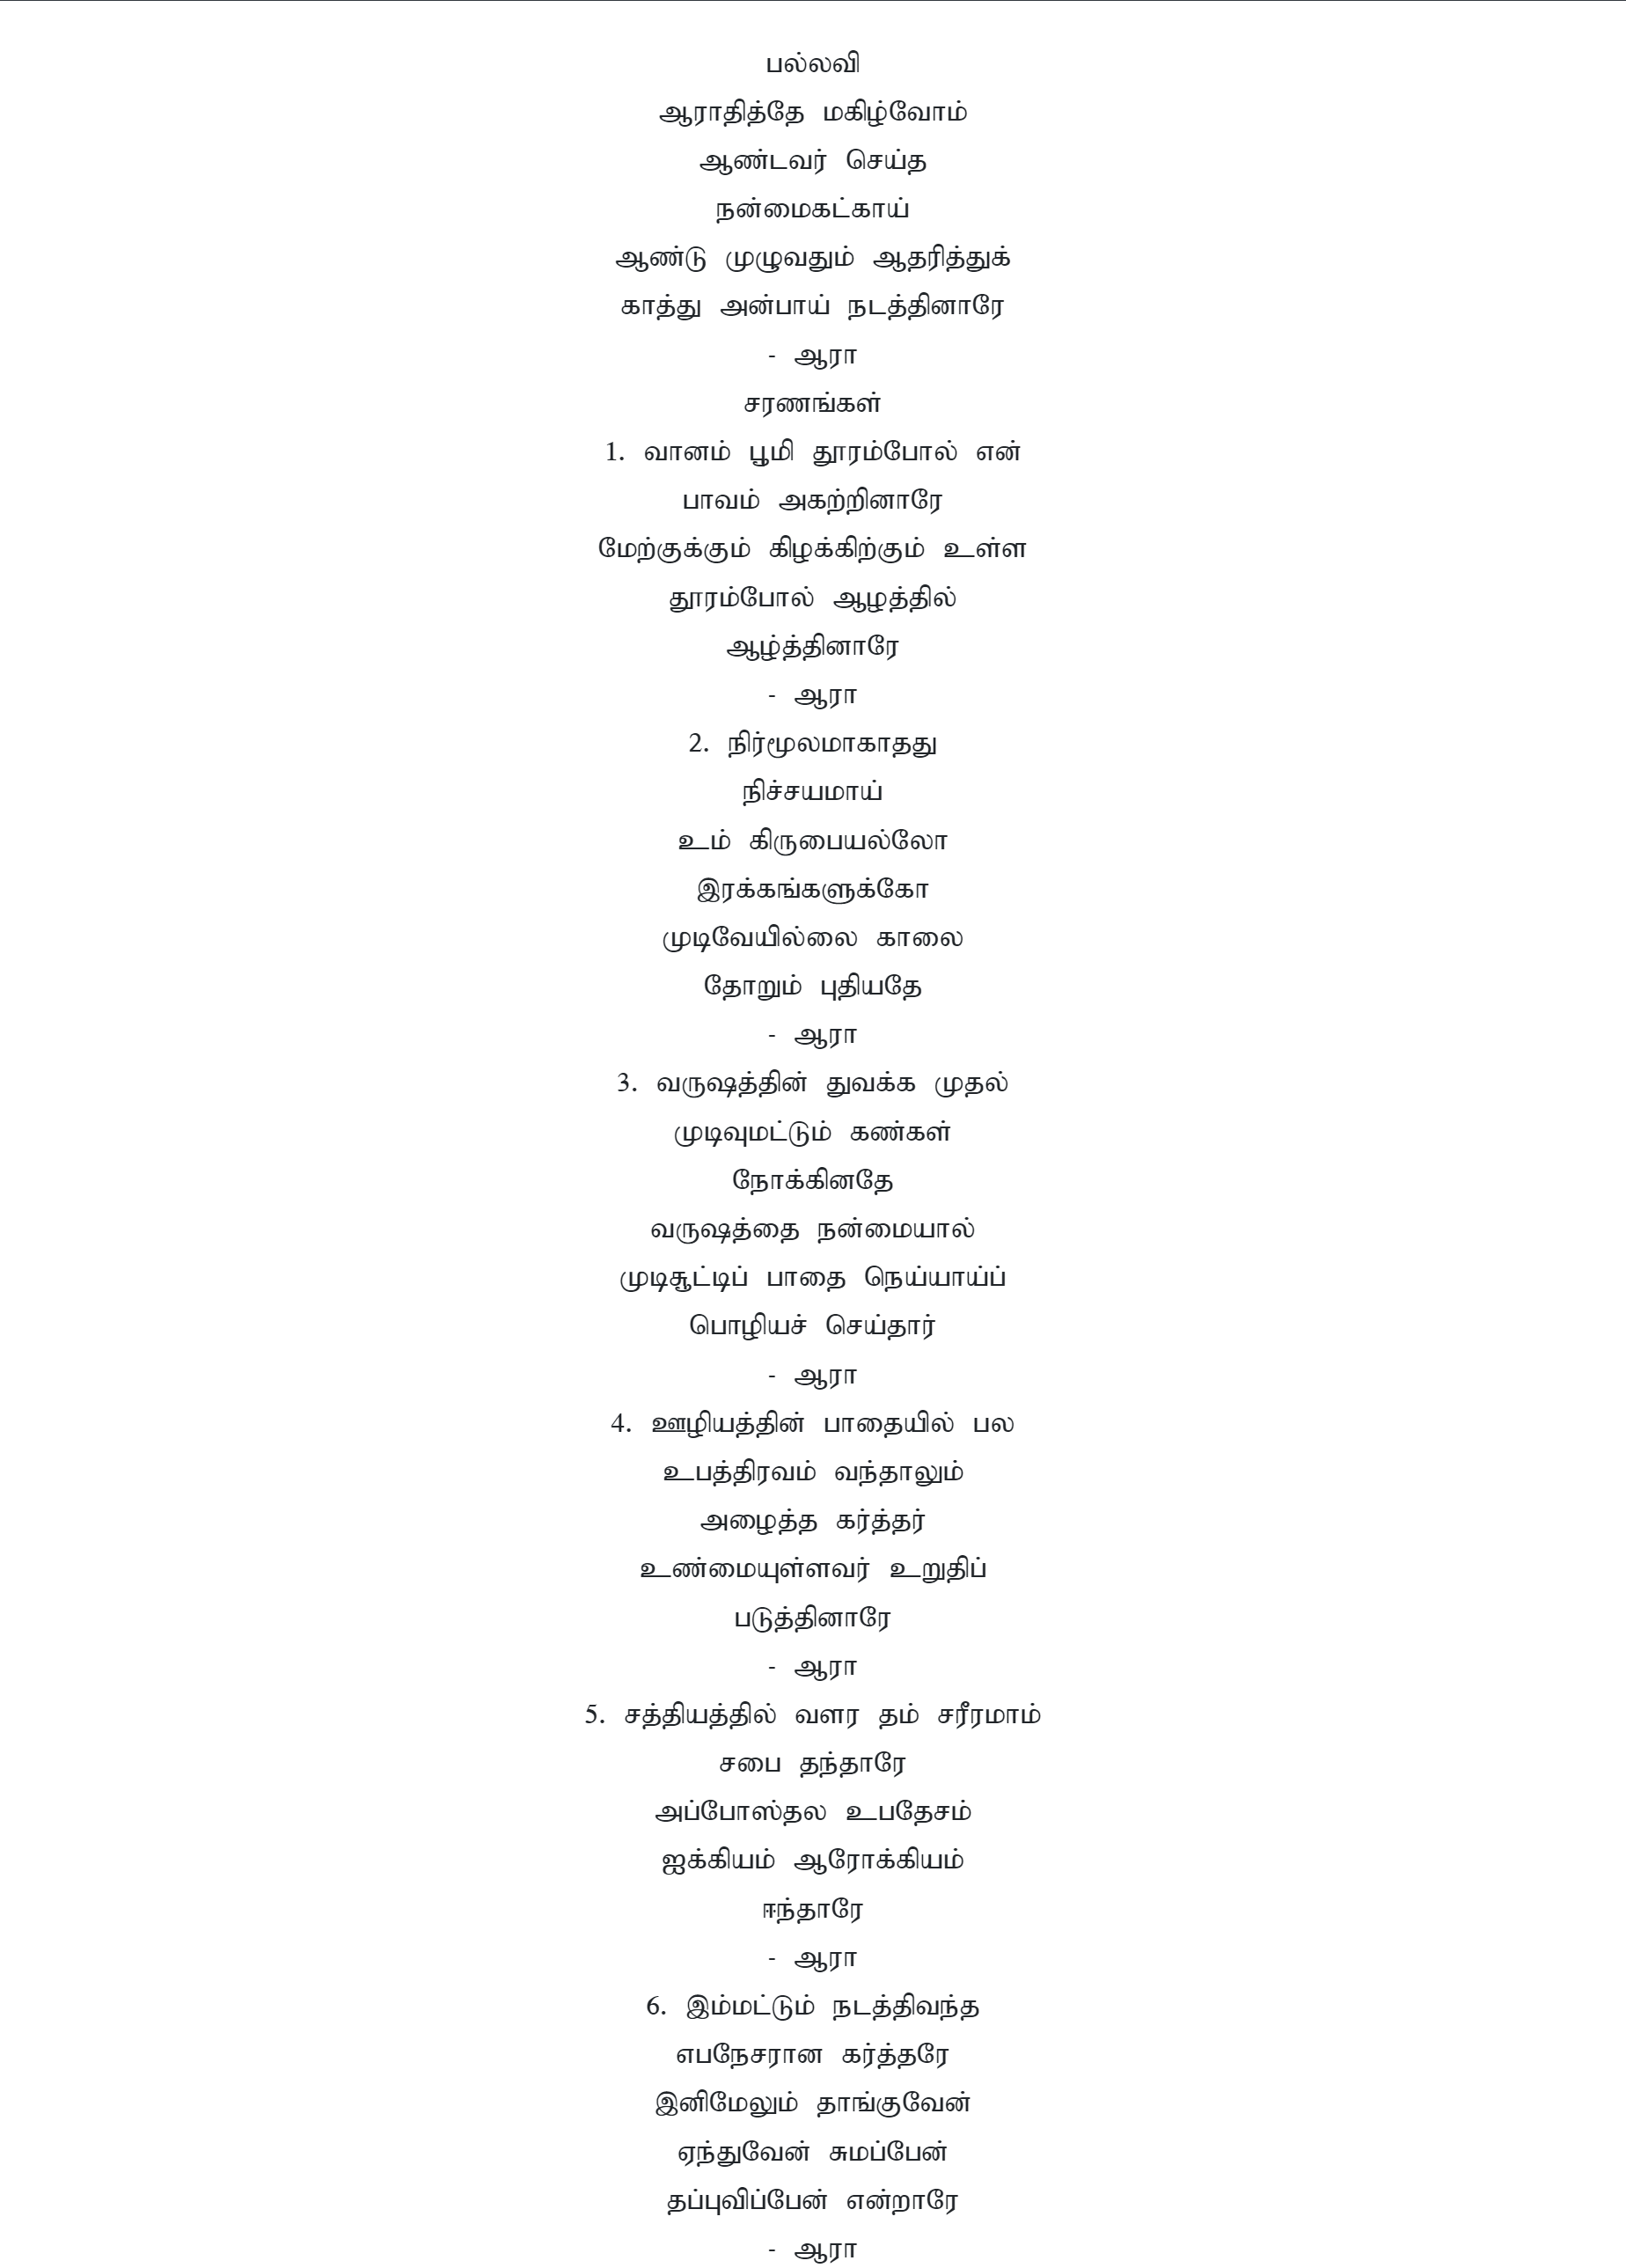 பல்லவி
ஆராதித்தே மகிழ்வோம்
ஆண்டவர் செய்த
நன்மைகட்காய்
ஆண்டு முழுவதும் ஆதரித்துக்
காத்து அன்பாய் நடத்தினாரே
- ஆரா
சரணங்கள்
1. வானம் பூமி தூரம்போல் என்
பாவம் அகற்றினாரே
மேற்குக்கும் கிழக்கிற்கும் உள்ள
தூரம்போல் ஆழத்தில்
ஆழ்த்தினாரே
- ஆரா
2. நிர்மூலமாகாதது
நிச்சயமாய்
உம் கிருபையல்லோ
இரக்கங்களுக்கோ
முடிவேயில்லை காலை
தோறும் புதியதே
- ஆரா
3. வருஷத்தின் துவக்க முதல்
முடிவுமட்டும் கண்கள்
நோக்கினதே
வருஷத்தை நன்மையால்
முடிசூட்டிப் பாதை நெய்யாய்ப்
பொழியச் செய்தார்
- ஆரா
4. ஊழியத்தின் பாதையில் பல
உபத்திரவம் வந்தாலும்
அழைத்த கர்த்தர்
உண்மையுள்ளவர் உறுதிப்
படுத்தினாரே
- ஆரா
5. சத்தியத்தில் வளர தம் சரீரமாம்
சபை தந்தாரே
அப்போஸ்தல உபதேசம்
ஐக்கியம் ஆரோக்கியம்
ஈந்தாரே
- ஆரா
6. இம்மட்டும் நடத்திவந்த
எபநேசரான கர்த்தரே
இனிமேலும் தாங்குவேன்
ஏந்துவேன் சுமப்பேன்
தப்புவிப்பேன் என்றாரே
- ஆரா